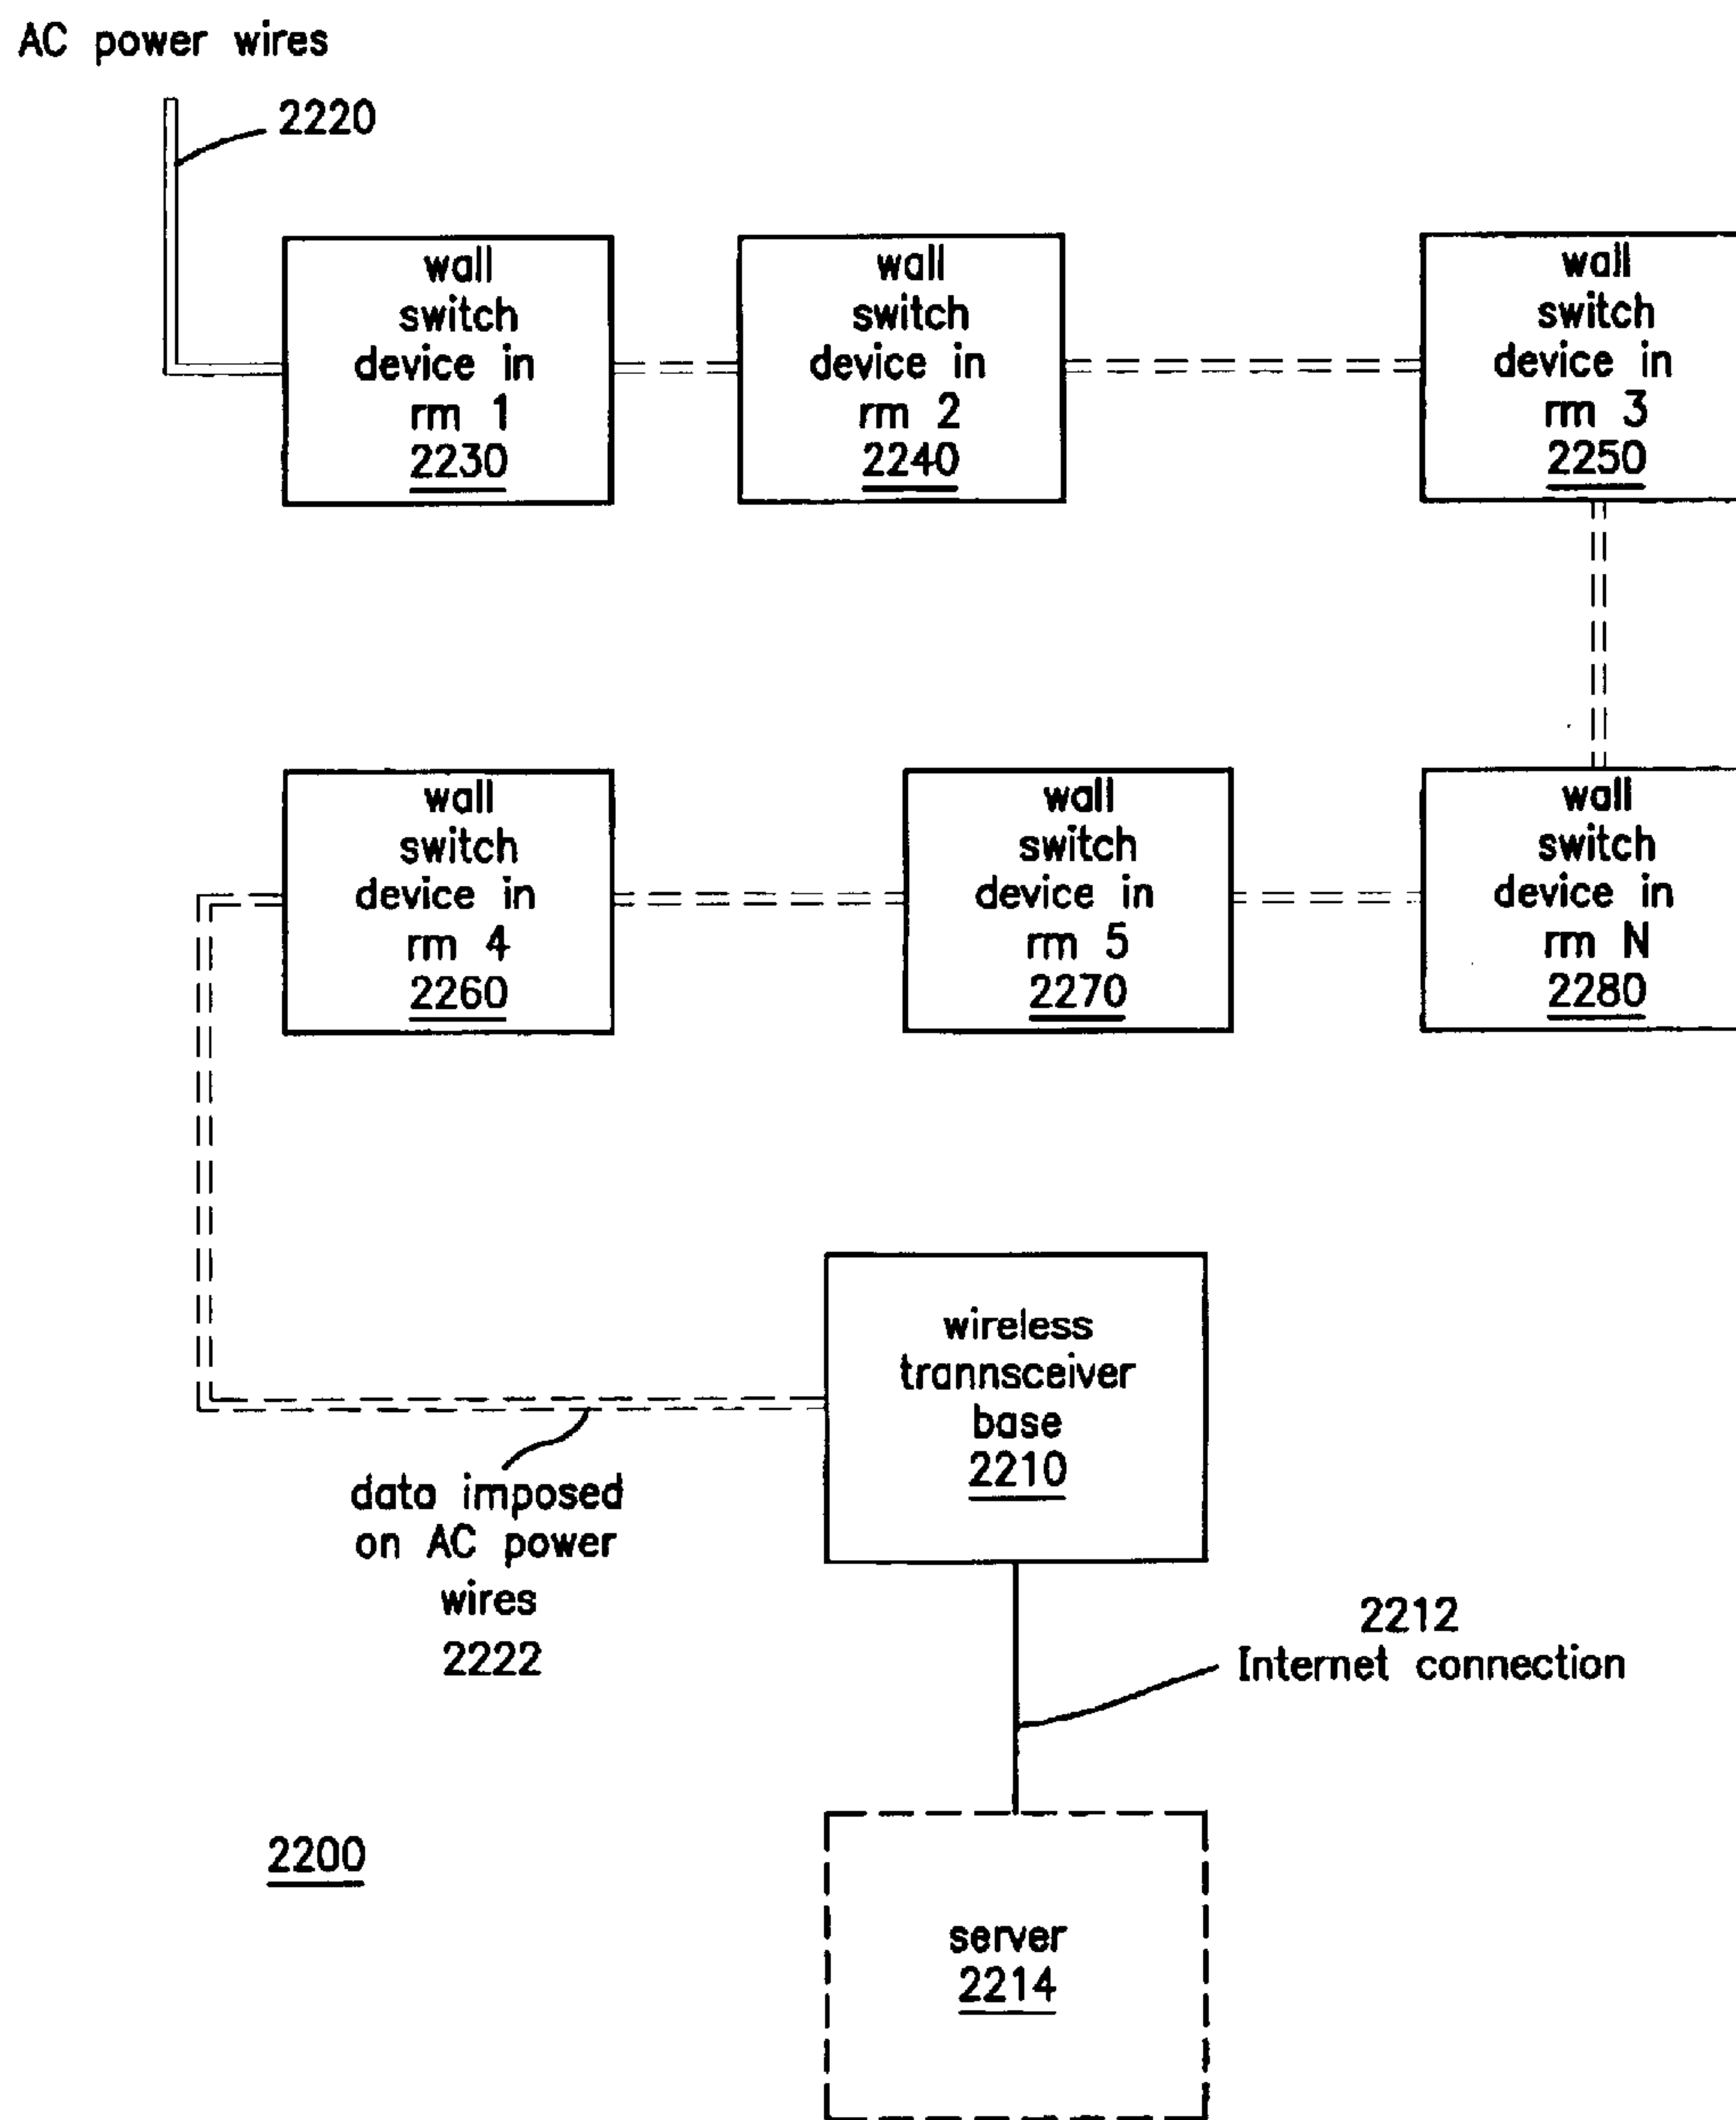 AC power wires
2220
wall
switch
device in
rm 1
2230
wall
switch
device in
rm 2
2240
wall
switch
device in
rm 3
2250
wall
switch
device in
rm 4
2260
wall
switch
device in
rm 5
2270
wall
switch
device in
rm N
2280
wireless
trannsceiver
base
2210
data imposed
on AC power
wires
2222
2212
Internet connection
2200
server
2214